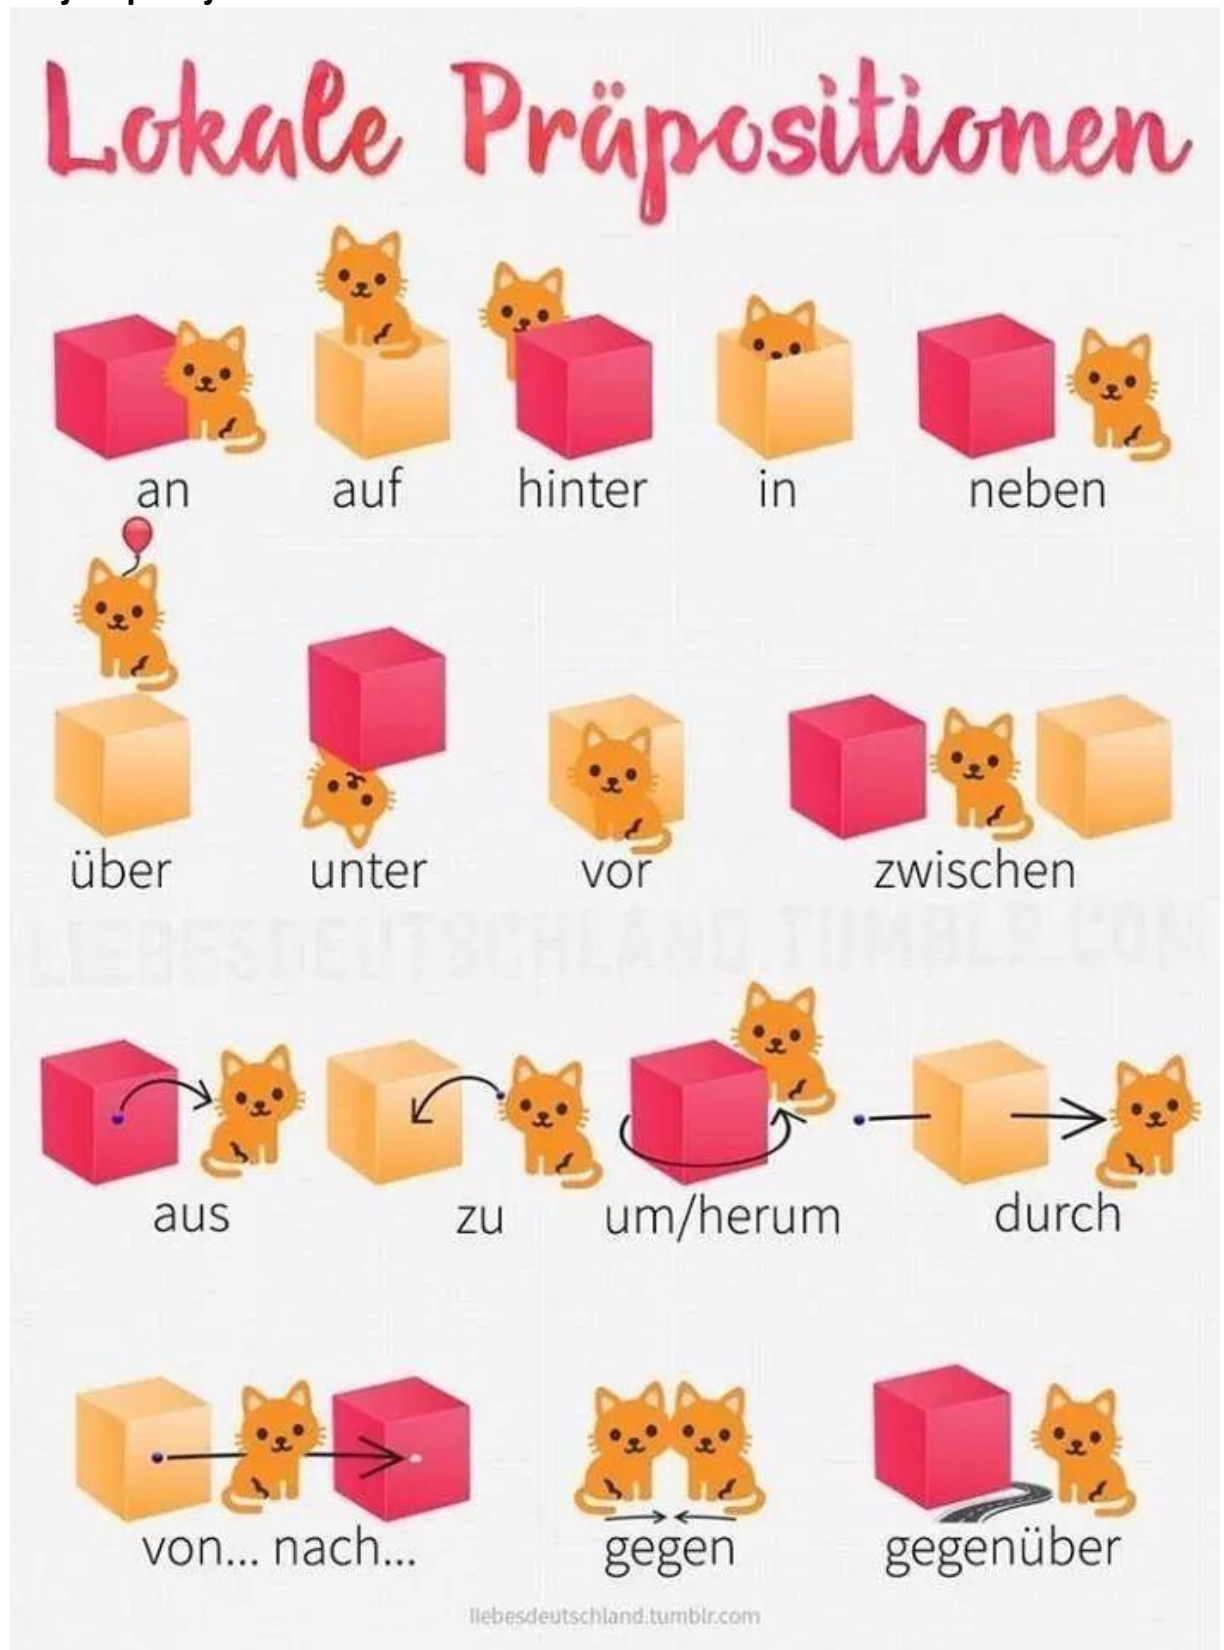 Lokale Präpositionen
an auf hinter in neben
über unter vor zwischen
LIEBESDEUTSCHLAND.TUMBLR.COM
aus zu um/herum durch
von... nach... gegen gegenüber
liebesdeutschland.tumblr.com